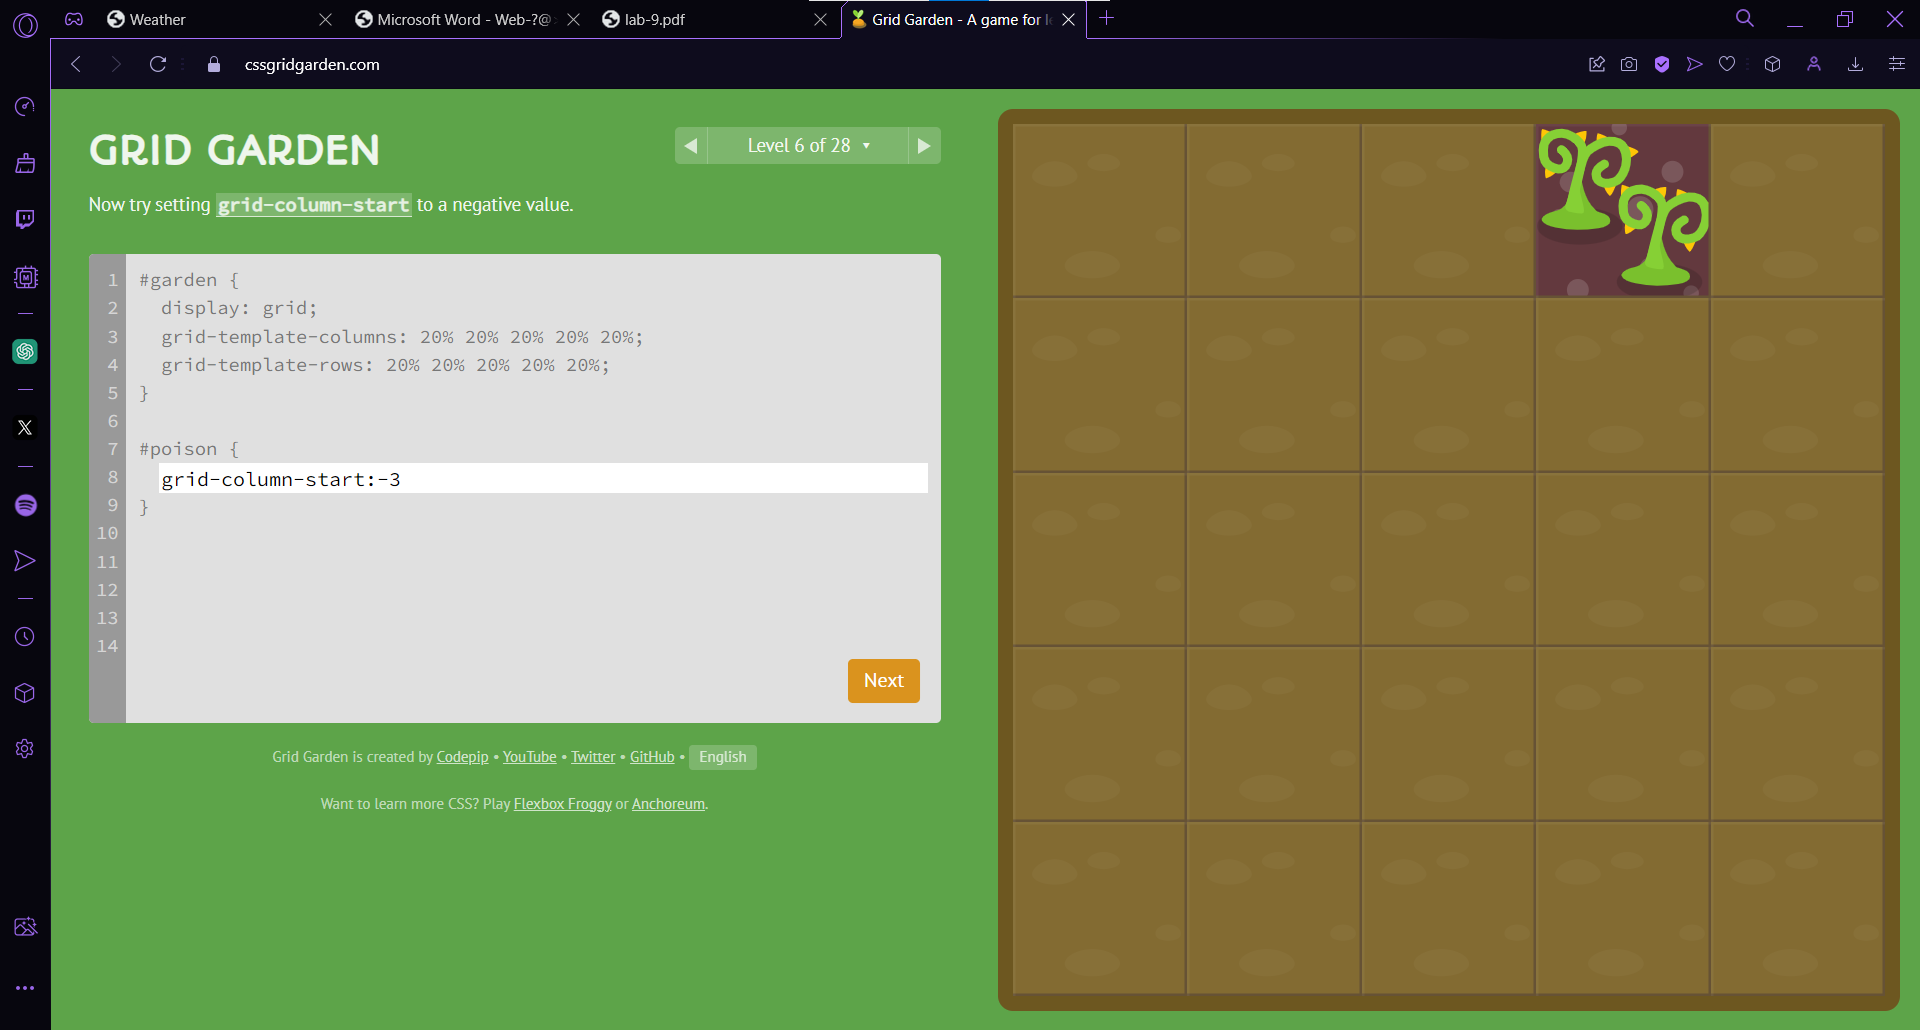 Weather
Microsoft Word - Web-?@
lab-9.pdf
Grid Garden - A game for
cssgridgarden.com
GRID GARDEN
◀ Level 6 of 28 ▾ ▶
Now try setting grid-column-start to a negative value.
1 #garden {
2 display: grid;
3 grid-template-columns: 20% 20% 20% 20% 20%;
4 grid-template-rows: 20% 20% 20% 20% 20%;
5 }
6
7 #poison {
8 grid-column-start:-3
9 }
10
11
12
13
14
Next
Grid Garden is created by Codepip • YouTube • Twitter • GitHub • English
Want to learn more CSS? Play Flexbox Froggy or Anchoreum.